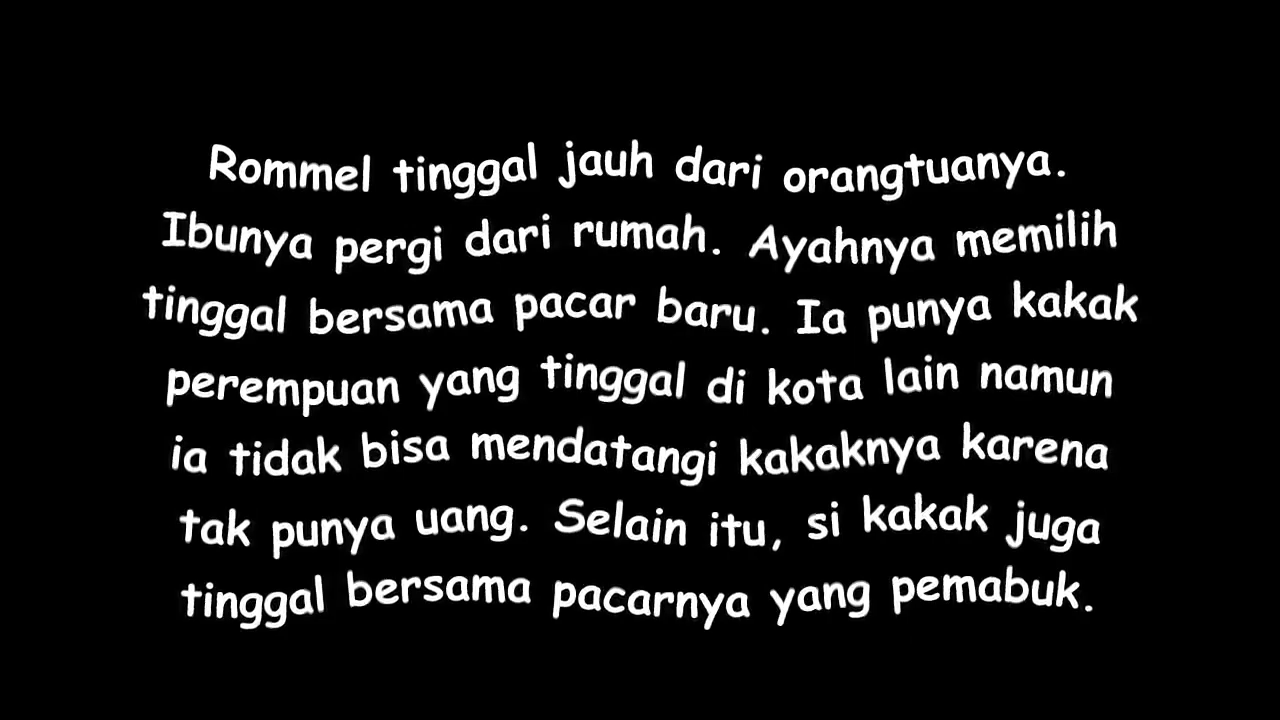 Rommel tinggal jauh dari orangtuanya.
Ibunya pergi dari rumah. Ayahnya memilih
tinggal bersama pacar baru. Ia punya kakak
perempuan yang tinggal di kota lain namun
ia tidak bisa mendatangi kakaknya karena
tak punya uang. Selain itu, si kakak juga
tinggal bersama pacarnya yang pemabuk.